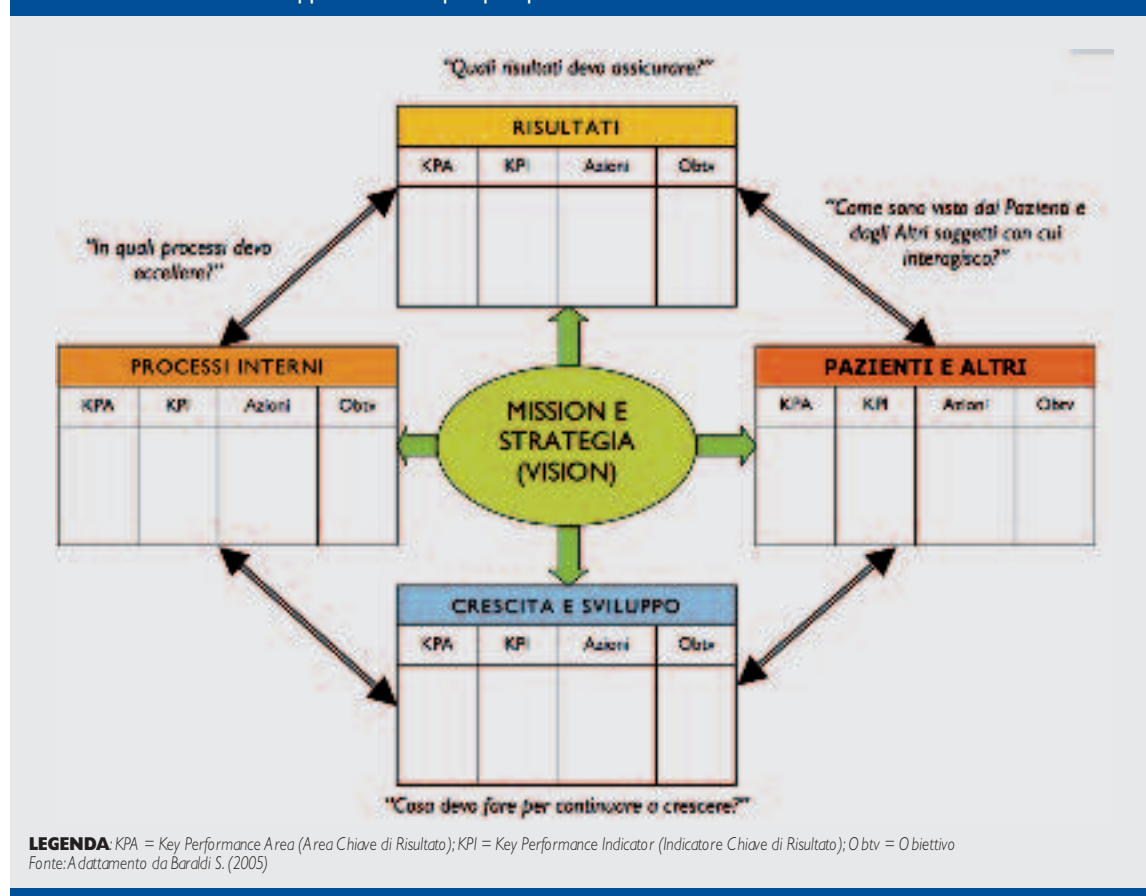 "Quali risultati devo assicurare?"
RISULTATI
KPA KPI Azioni Obtv
"In quali processi devo
eccellere?"
"Come sono visto dai Pazienti e
dagli Altri soggetti con cui
interagisco?"
PROCESSI INTERNI
KPA KPI Azioni Obtv
MISSION E
STRATEGIA
(VISION)
PAZIENTI E ALTRI
KPA KPI Azioni Obtv
CRESCITA E SVILUPPO
KPA KPI Azioni Obtv
"Cosa devo fare per continuare a crescere?"
LEGENDA: KPA = Key Performance Area (Area Chiave di Risultato); KPI = Key Performance Indicator (Indicatore Chiave di Risultato); Obtv = Obiettivo
Fonte: Adattamento da Baraldi S. (2005)